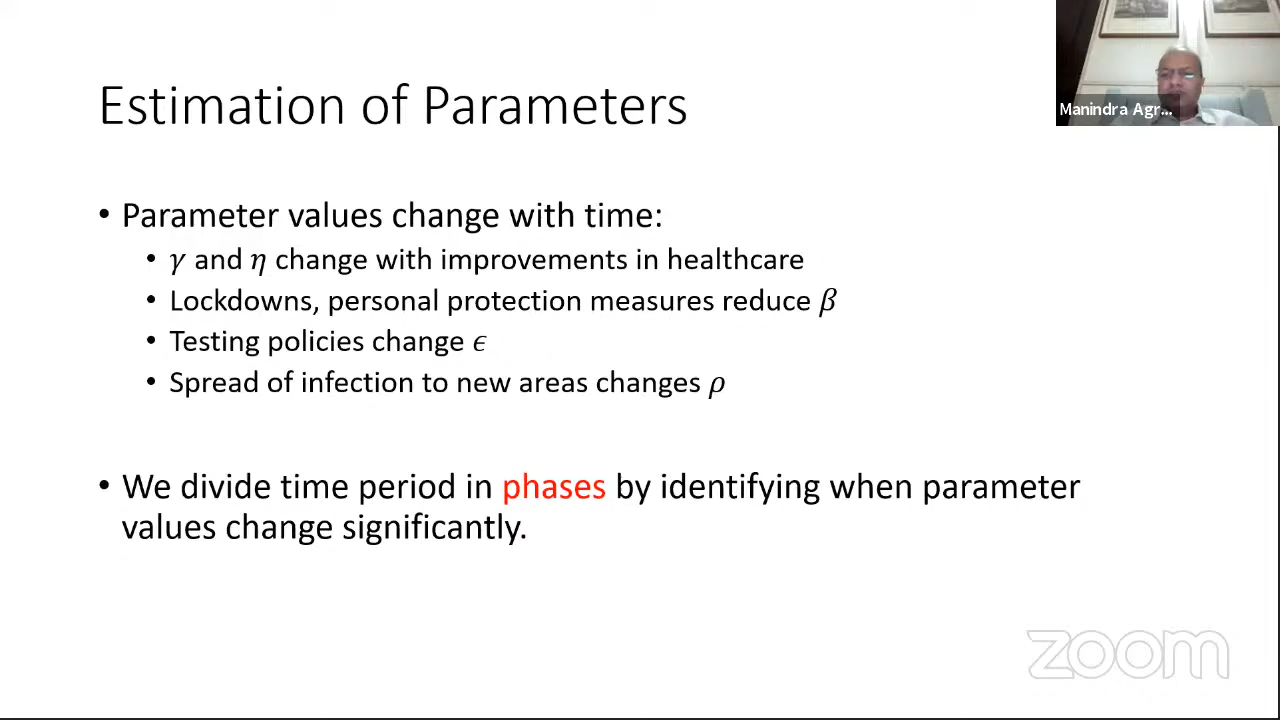 Estimation of Parameters
Manindra Agr...
• Parameter values change with time:
• γ and η change with improvements in healthcare
• Lockdowns, personal protection measures reduce β
• Testing policies change ϵ
• Spread of infection to new areas changes ρ
• We divide time period in phases by identifying when parameter
values change significantly.
zoom